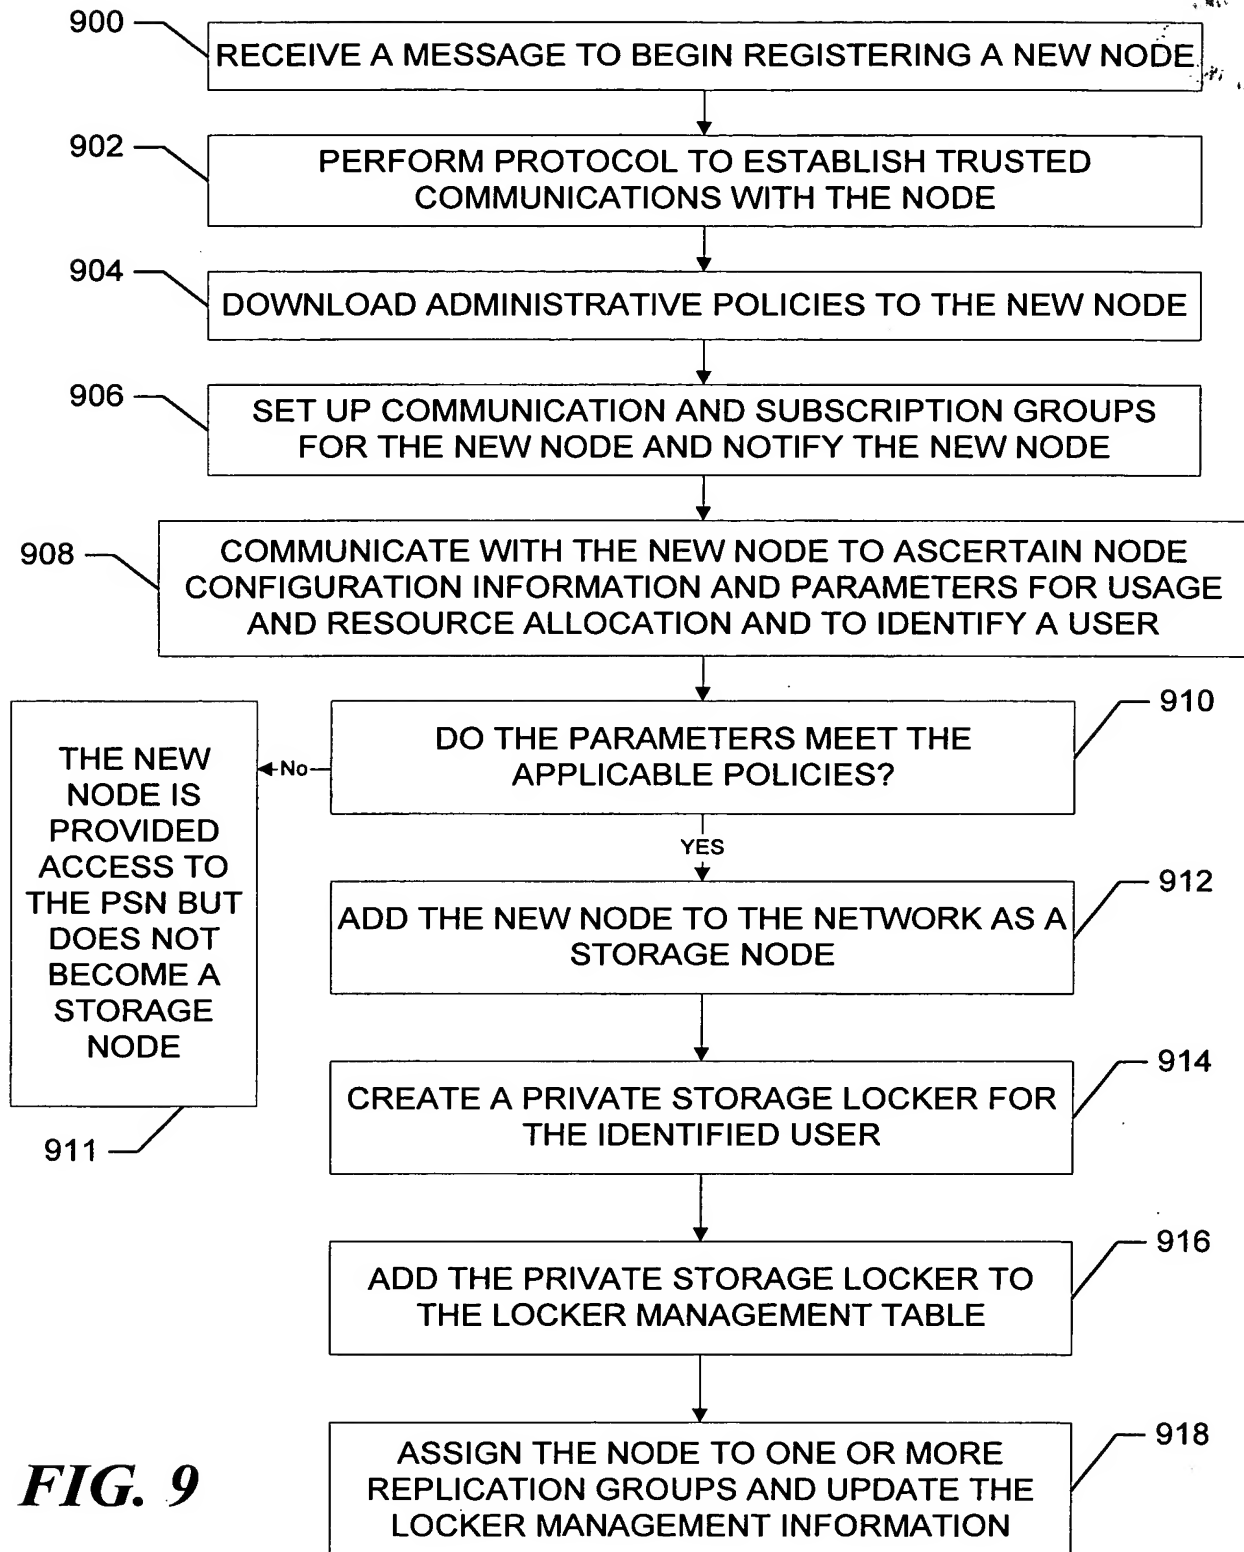 900
RECEIVE A MESSAGE TO BEGIN REGISTERING A NEW NODE
902
PERFORM PROTOCOL TO ESTABLISH TRUSTED
COMMUNICATIONS WITH THE NODE
904
DOWNLOAD ADMINISTRATIVE POLICIES TO THE NEW NODE
906
SET UP COMMUNICATION AND SUBSCRIPTION GROUPS
FOR THE NEW NODE AND NOTIFY THE NEW NODE
908
COMMUNICATE WITH THE NEW NODE TO ASCERTAIN NODE
CONFIGURATION INFORMATION AND PARAMETERS FOR USAGE
AND RESOURCE ALLOCATION AND TO IDENTIFY A USER
910
DO THE PARAMETERS MEET THE
APPLICABLE POLICIES?
No
THE NEW
NODE IS
PROVIDED
ACCESS TO
THE PSN BUT
DOES NOT
BECOME A
STORAGE
NODE
911
YES
912
ADD THE NEW NODE TO THE NETWORK AS A
STORAGE NODE
914
CREATE A PRIVATE STORAGE LOCKER FOR
THE IDENTIFIED USER
916
ADD THE PRIVATE STORAGE LOCKER TO
THE LOCKER MANAGEMENT TABLE
918
ASSIGN THE NODE TO ONE OR MORE
REPLICATION GROUPS AND UPDATE THE
LOCKER MANAGEMENT INFORMATION
FIG. 9